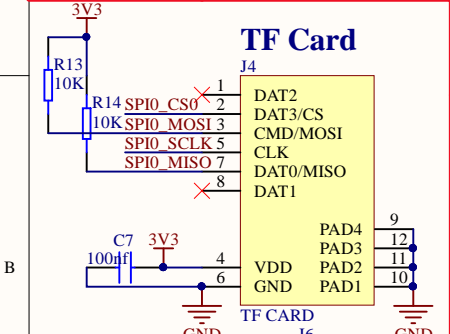 3V3
TF Card
J4
R13
10K
R14
10K
SPI0_CS0
SPI0_MOSI
SPI0_SCLK
SPI0_MISO
1 DAT2
2 DAT3/CS
3 CMD/MOSI
5 CLK
7 DAT0/MISO
8 DAT1
PAD4 9
PAD3 12
PAD2 11
PAD1 10
C7
100nf
3V3
4 VDD
6 GND
B
TF CARD
J6
GND
GND